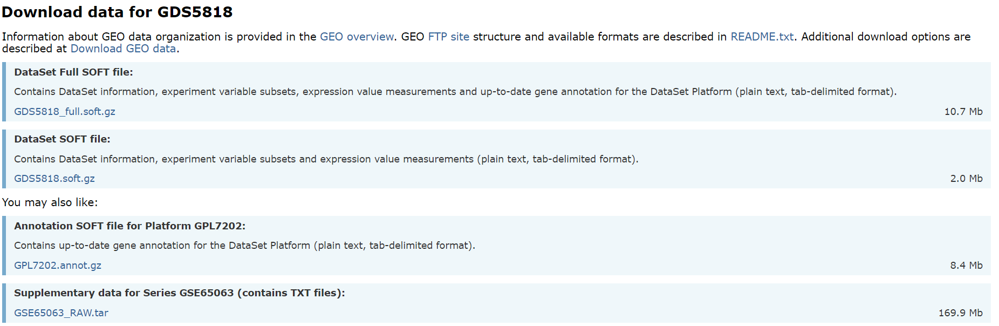 Download data for GDS5818
Information about GEO data organization is provided in the GEO overview. GEO FTP site structure and available formats are described in README.txt. Additional download options are
described at Download GEO data.
DataSet Full SOFT file:
Contains DataSet information, experiment variable subsets, expression value measurements and up-to-date gene annotation for the DataSet Platform (plain text, tab-delimited format).
GDS5818_full.soft.gz 10.7 Mb
DataSet SOFT file:
Contains DataSet information, experiment variable subsets and expression value measurements (plain text, tab-delimited format).
GDS5818.soft.gz 2.0 Mb
You may also like:
Annotation SOFT file for Platform GPL7202:
Contains up-to-date gene annotation for the DataSet Platform (plain text, tab-delimited format).
GPL7202.annot.gz 8.4 Mb
Supplementary data for Series GSE65063 (contains TXT files):
GSE65063_RAW.tar 169.9 Mb